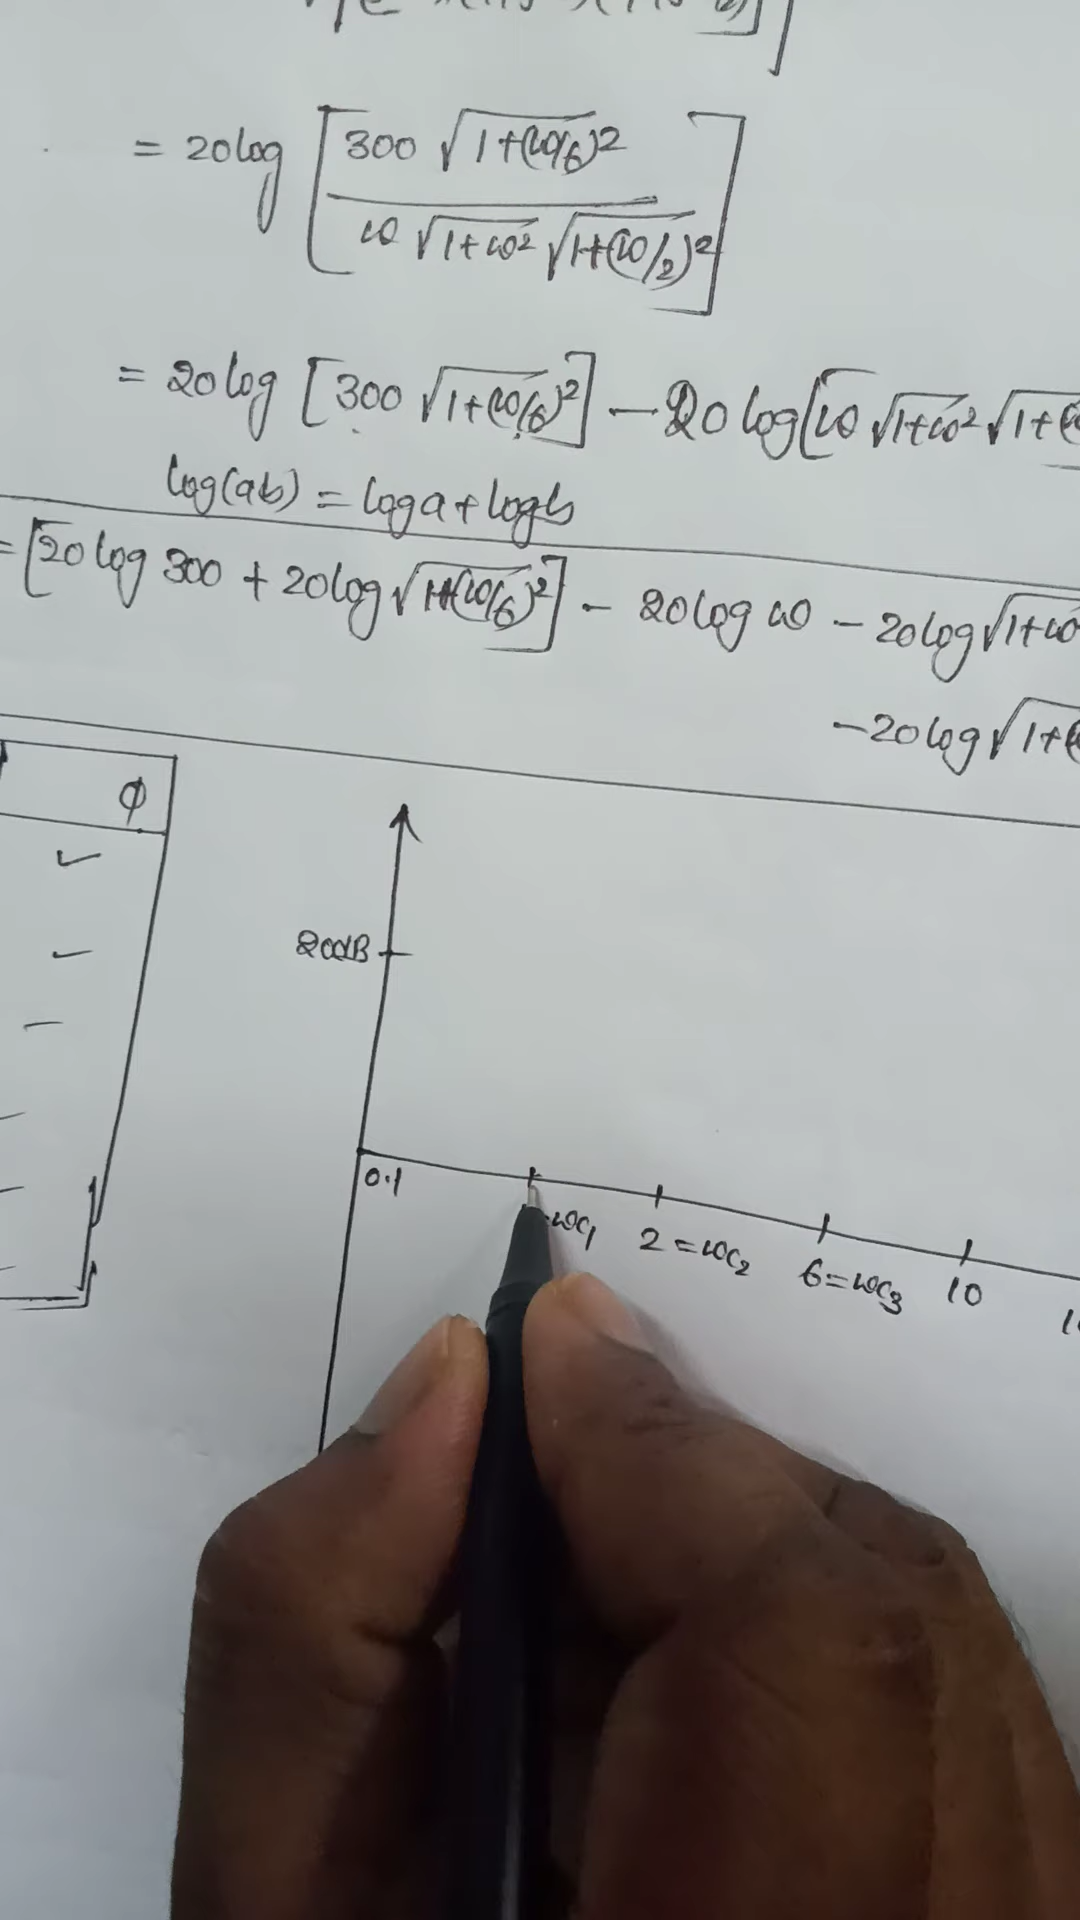 = 20log [ 300 √1+(ω/6)² / ω √1+ω² √1+(ω/2)² ]
= 20log [300 √1+(ω/6)²] - 20log[ω √1+ω² √1+(
log(ab) = loga + logb
= [20log 300 + 20log √1+(ω/6)²] - 20log ω - 20log √1+ω
-20log √1+(
φ
20dB
0.1
ωc1
2 = ωc2
6 = ωc3
10